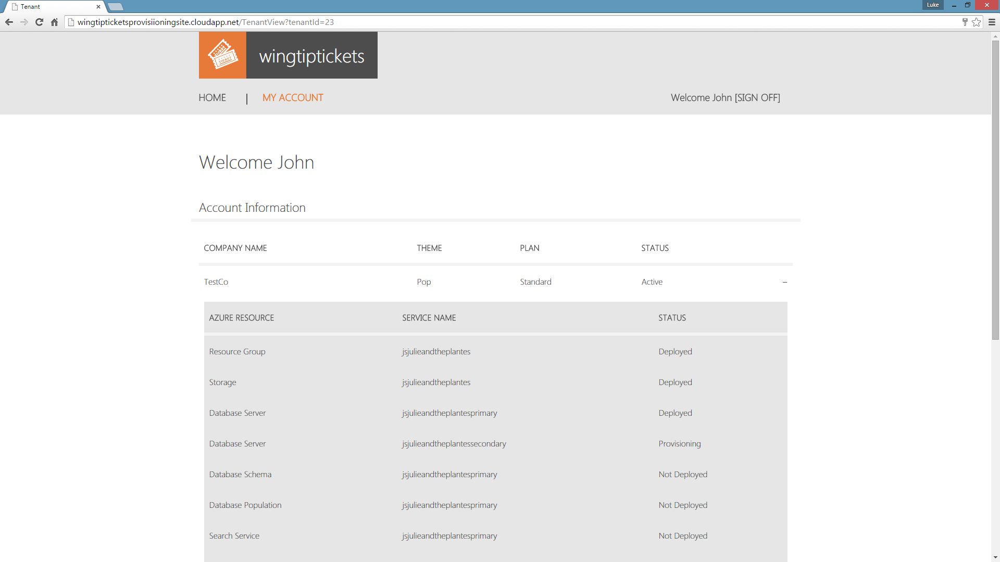 Tenant
Luke
wingtipticketsprovisiioningsite.cloudapp.net/TenantView?tenantId=23
TICKET
wingtiptickets
HOME | MY ACCOUNT Welcome John [SIGN OFF]
Welcome John
Account Information
COMPANY NAME THEME PLAN STATUS
TestCo Pop Standard Active –
AZURE RESOURCE SERVICE NAME STATUS
Resource Group jsjulieandtheplantes Deployed
Storage jsjulieandtheplantes Deployed
Database Server jsjulieandtheplantesprimary Deployed
Database Server jsjulieandtheplantessecondary Provisioning
Database Schema jsjulieandtheplantesprimary Not Deployed
Database Population jsjulieandtheplantesprimary Not Deployed
Search Service jsjulieandtheplantesprimary Not Deployed